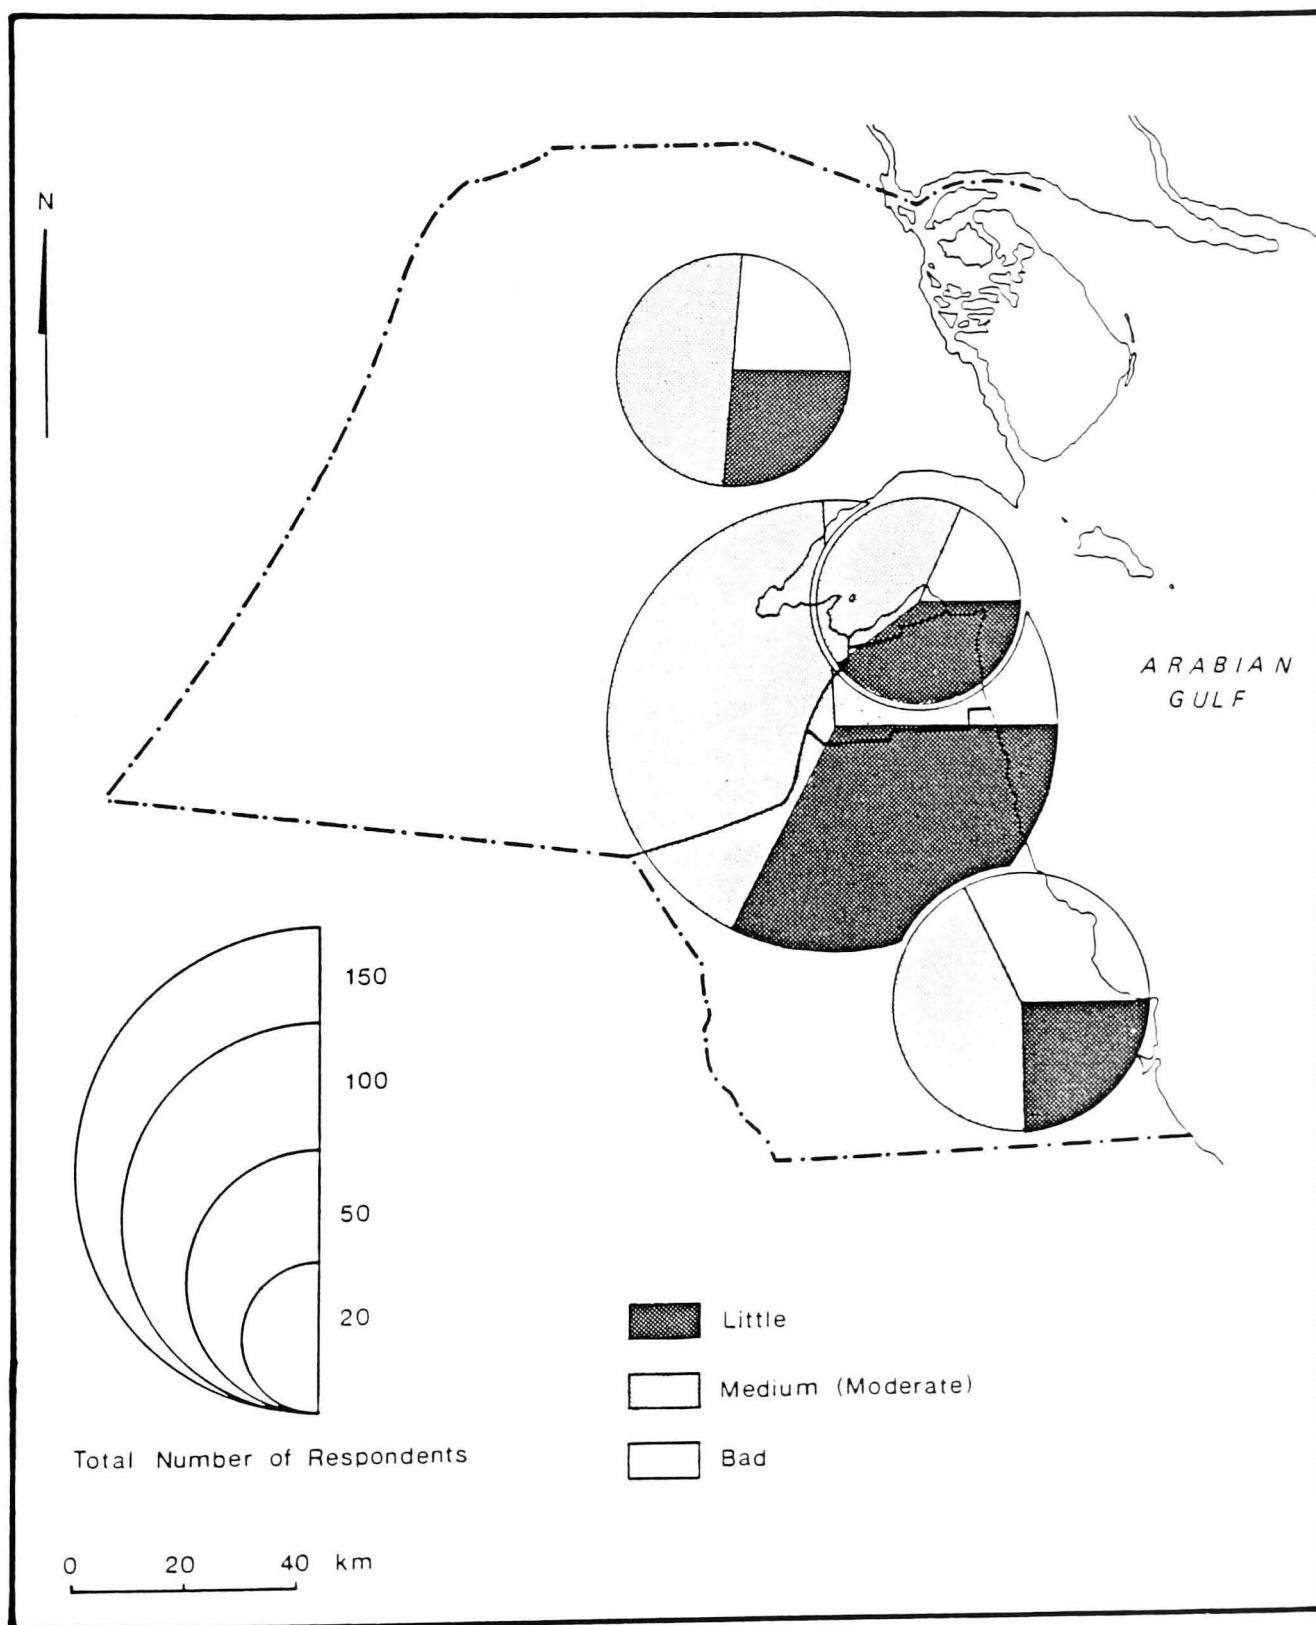 N
ARABIAN
GULF
150
100
50
20
Total Number of Respondents
Little
Medium (Moderate)
Bad
0 20 40 km